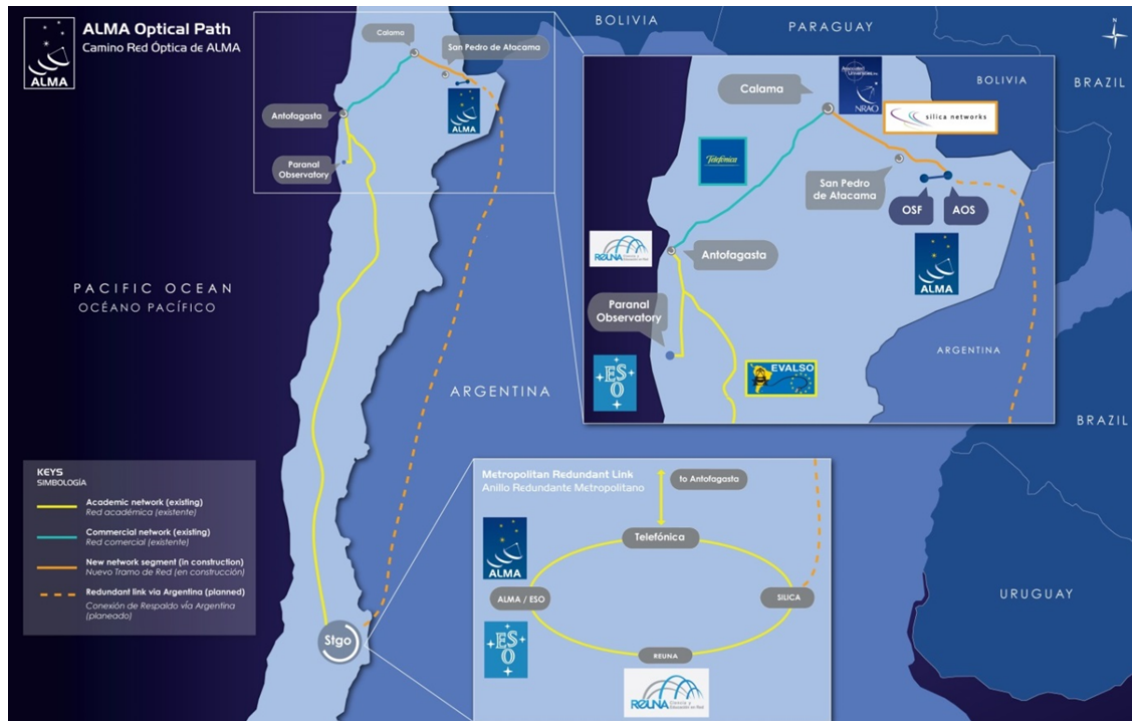 ALMA Optical Path
Camino Red Óptica de ALMA
ALMA
BOLIVIA
PARAGUAY
N
BRAZIL
Calama
San Pedro de Atacama
ALMA
Antofagasta
Paranal
Observatory
PACIFIC OCEAN
OCÉANO PACÍFICO
ARGENTINA
Calama
NRAO
BOLIVIA
silica networks
Telefónica
San Pedro
de Atacama
OSF
AOS
REUNA
Antofagasta
ALMA
Paranal
Observatory
ARGENTINA
ESO
EVALSO
BRAZIL
URUGUAY
KEYS
SIMBOLOGÍA
Academic network (existing)
Red académica (existente)
Commercial network (existing)
Red comercial (existente)
New network segment (in construction)
Nuevo Tramo de Red (en construcción)
Redundant link via Argentina (planned)
Conexión de Respaldo vía Argentina
(planeado)
Stgo
Metropolitan Redundant Link
Anillo Redundante Metropolitano
to Antofagasta
Telefónica
ALMA
ALMA / ESO
SILICA
ESO
REUNA
REUNA